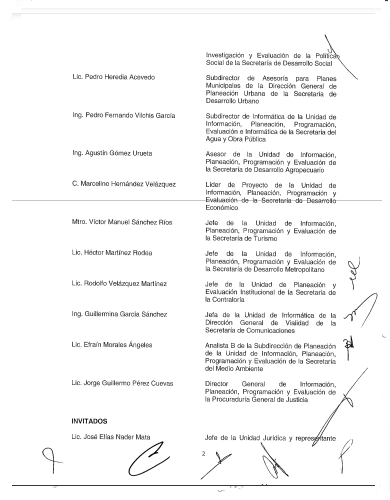 Investigación y Evaluación de la Política
Social de la Secretaría de Desarrollo Social
Lic. Pedro Heredia Acevedo
Subdirector de Asesoría para Planes
Municipales de la Dirección General de
Planeación Urbana de la Secretaría de
Desarrollo Urbano
Ing. Pedro Fernando Vilchis García
Subdirector de Informática de la Unidad de
Información, Planeación, Programación,
Evaluación e Informática de la Secretaría del
Agua y Obra Pública
Ing. Agustín Gómez Urueta
Asesor de la Unidad de Información,
Planeación, Programación y Evaluación de
la Secretaría de Desarrollo Agropecuario
C. Marcelino Hernández Velázquez
Líder de Proyecto de la Unidad de
Información, Planeación, Programación y
Evaluación de la Secretaría de Desarrollo
Económico
Mtro. Víctor Manuel Sánchez Ríos
Jefe de la Unidad de Información,
Planeación, Programación y Evaluación de
la Secretaría de Turismo
Lic. Héctor Martínez Rodea
Jefe de la Unidad de Información,
Planeación, Programación y Evaluación de
la Secretaría de Desarrollo Metropolitano
Lic. Rodolfo Velázquez Martínez
Jefe de la Unidad de Planeación y
Evaluación Institucional de la Secretaría de
la Contraloría
Ing. Guillermina García Sánchez
Jefa de la Unidad de Informática de la
Dirección General de Vialidad de la
Secretaría de Comunicaciones
Lic. Efraín Morales Ángeles
Analista B de la Subdirección de Planeación
de la Unidad de Información, Planeación,
Programación y Evaluación de la Secretaría
del Medio Ambiente
Lic. Jorge Guillermo Pérez Cuevas
Director General de Información,
Planeación, Programación y Evaluación de
la Procuraduría General de Justicia
INVITADOS
Lic. José Elías Nader Mata
Jefe de la Unidad Jurídica y representante
2